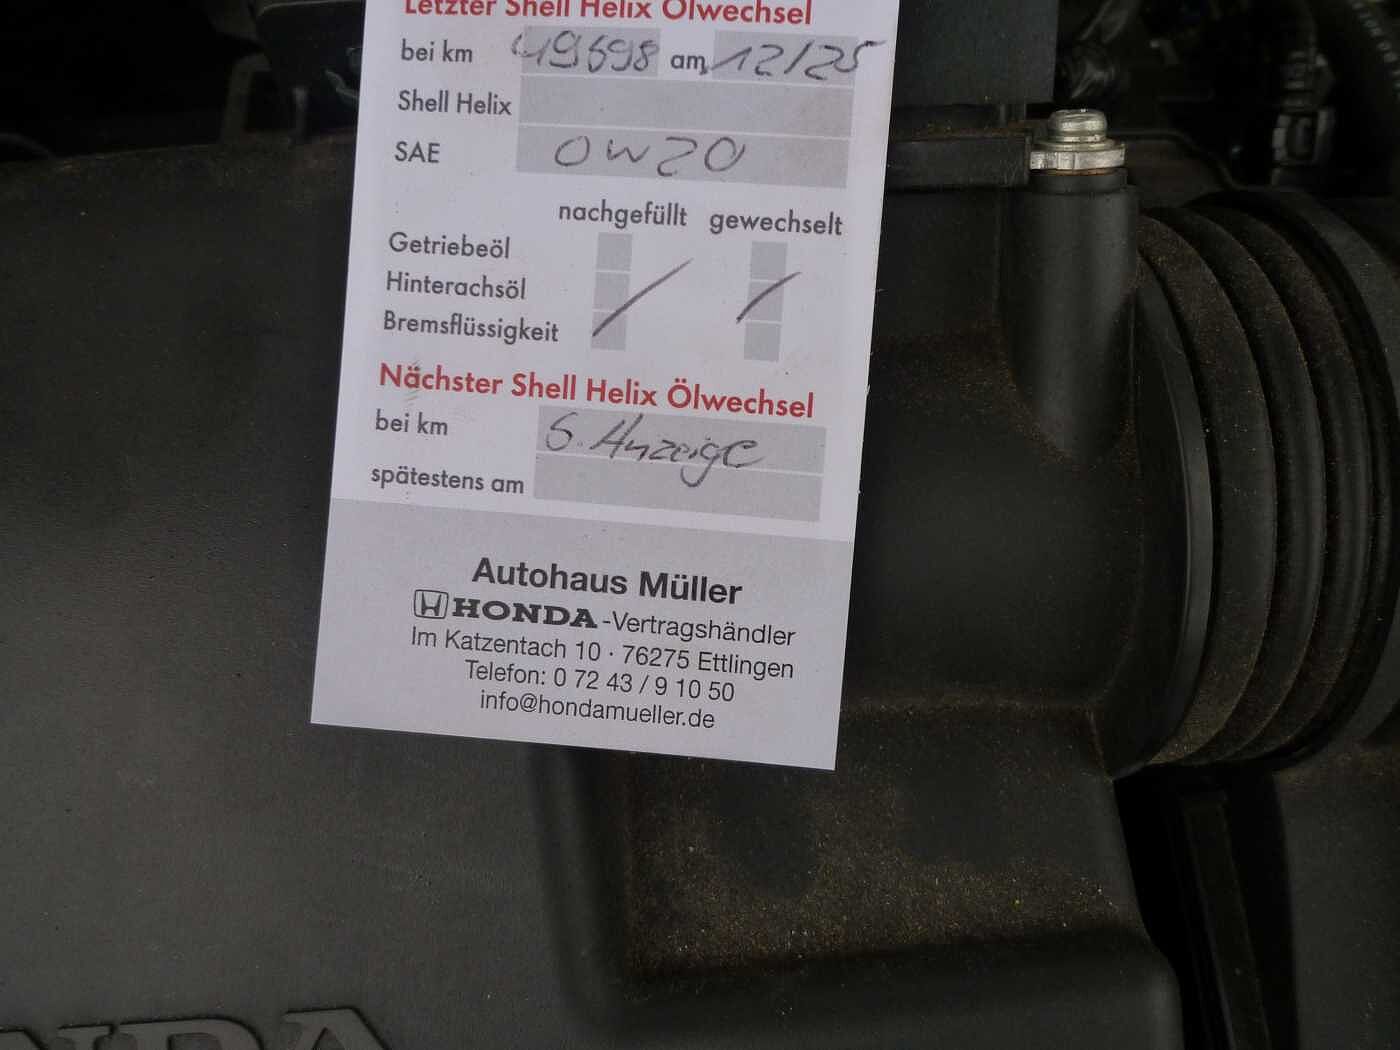 Letzter Shell Helix Ölwechsel
bei km 49698 am 12/25
Shell Helix
SAE 0W20
nachgefüllt gewechselt
Getriebeöl
Hinterachsöl
Bremsflüssigkeit
Nächster Shell Helix Ölwechsel
bei km S. Anzeige
spätestens am
Autohaus Müller
HONDA-Vertragshändler
Im Katzentach 10 · 76275 Ettlingen
Telefon: 0 72 43 / 9 10 50
info@hondamueller.de
NDA